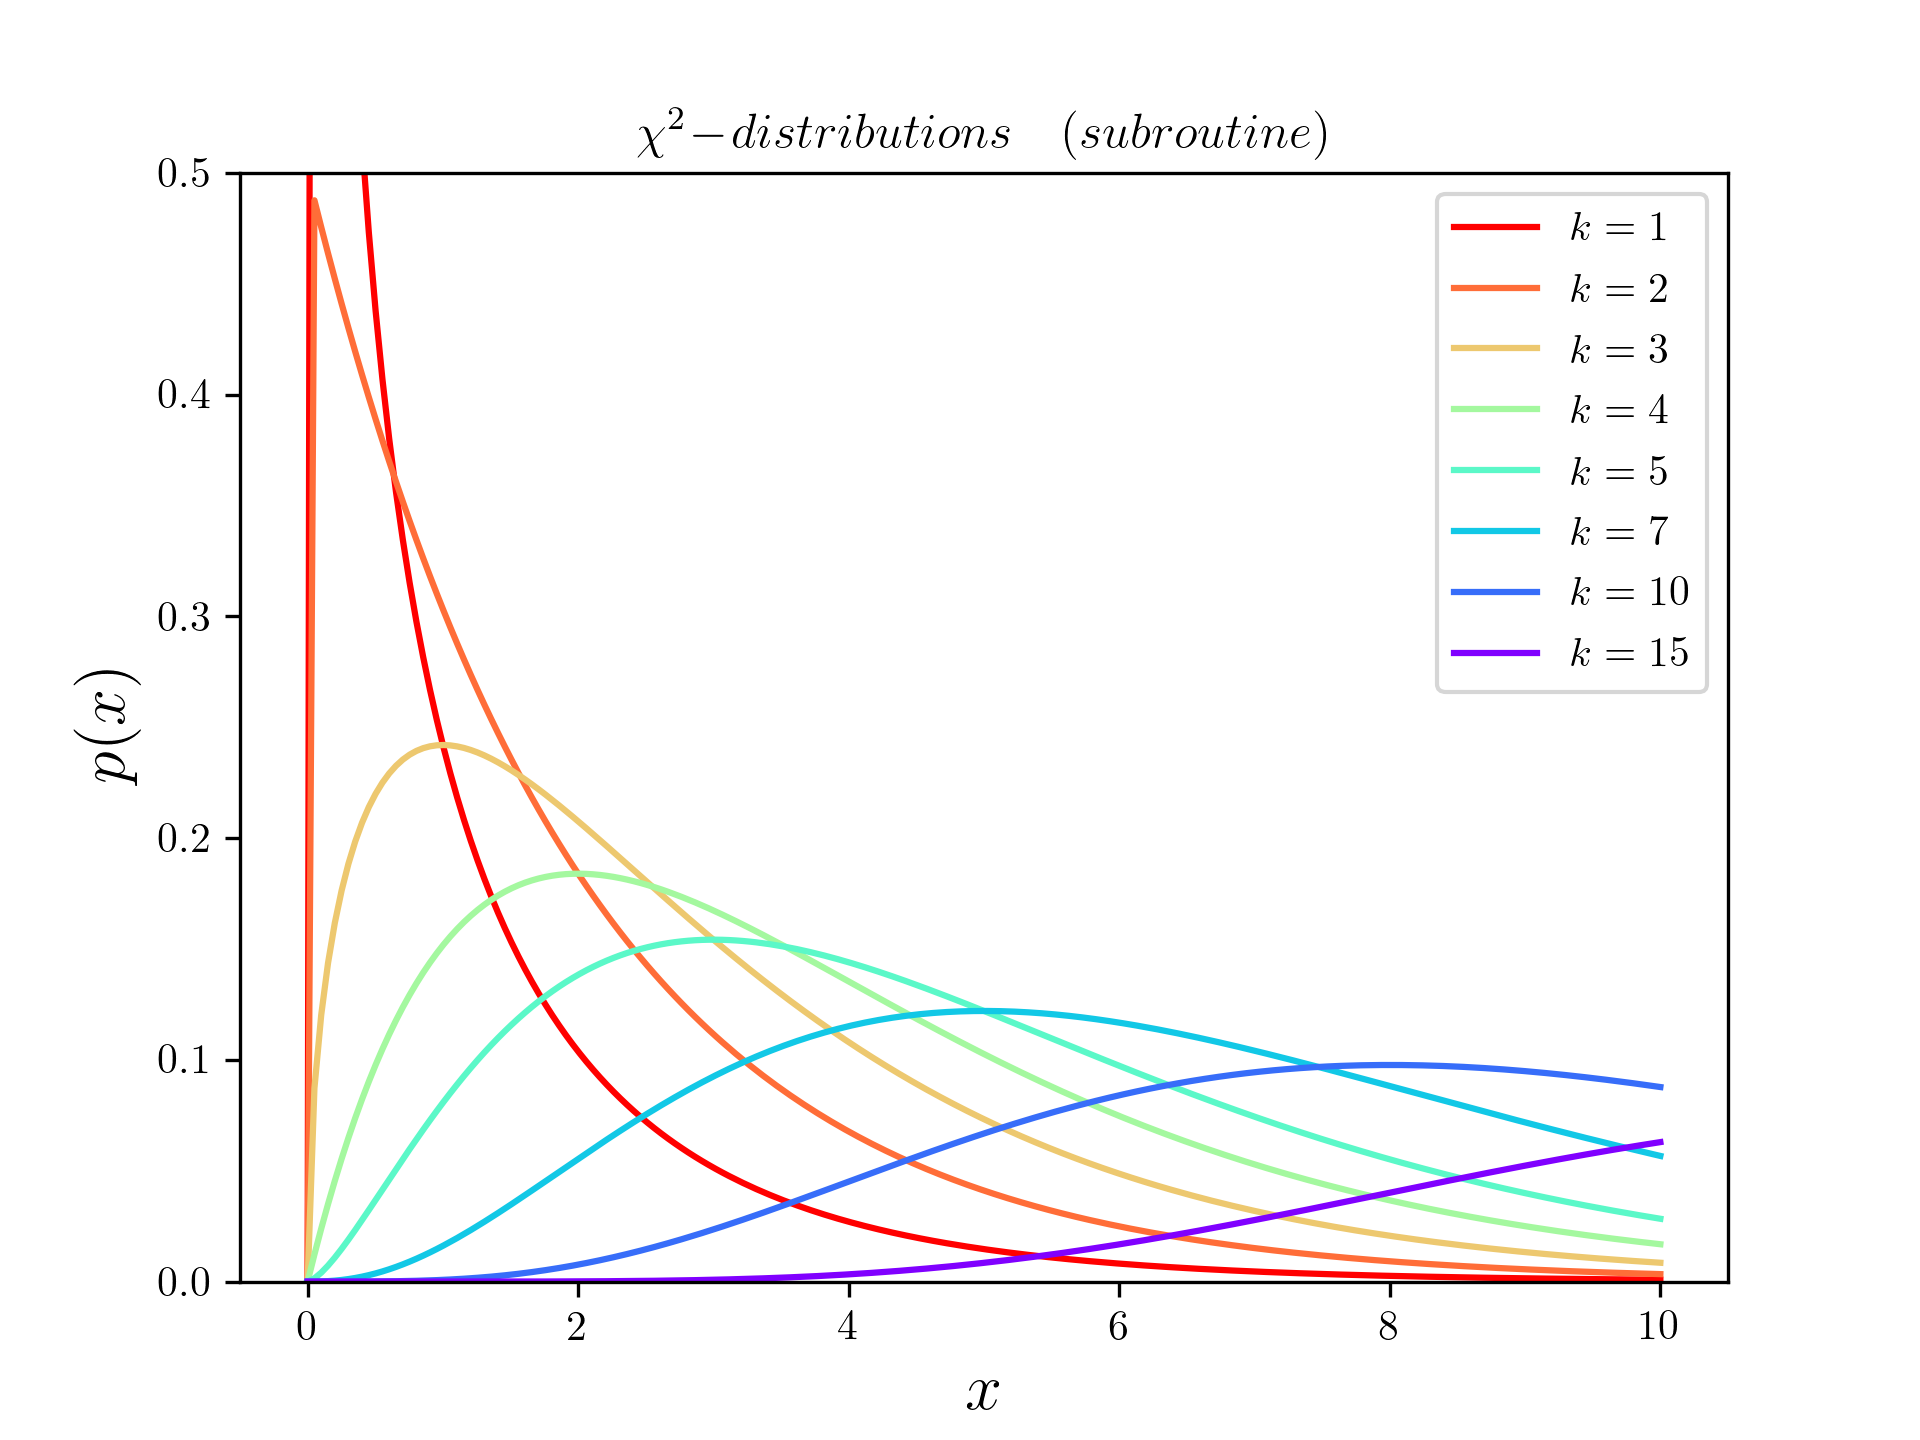 χ²−distributions (subroutine)
0.5
0.4
0.3
0.2
0.1
0.0
p(x)
0 2 4 6 8 10
x
k = 1
k = 2
k = 3
k = 4
k = 5
k = 7
k = 10
k = 15